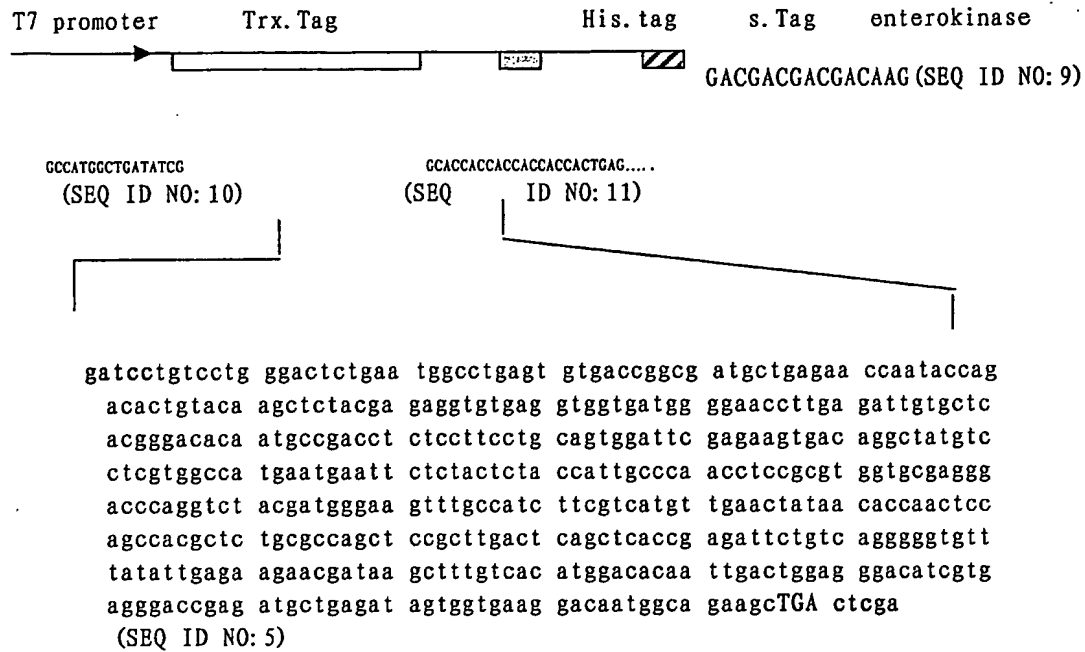 T7 promoter Trx. Tag His. tag s. Tag enterokinase
GACGACGACGACAAG (SEQ ID NO: 9)
GCCATGGCTGATATCG GCACCACCACCACCACCACTGAG.....
(SEQ ID NO: 10) (SEQ ID NO: 11)
gatcctgtcctg ggactctgaa tggcctgagt gtgaccggcg atgctgagaa ccaataccag
acactgtaca agctctacga gaggtgtgag gtggtgatgg ggaaccttga gattgtgctc
acgggacaca atgccgacct ctccttcctg cagtggattc gagaagtgac aggctatgtc
ctcgtggcca tgaatgaatt ctctactcta ccattgccca acctccgcgt ggtgcgaggg
acccaggtct acgatgggaa gtttgccatc ttcgtcatgt tgaactataa caccaactcc
agccacgctc tgcgccagct ccgcttgact cagctcaccg agattctgtc agggggtgtt
tatattgaga agaacgataa gctttgtcac atggacacaa ttgactggag ggacatcgtg
agggaccgag atgctgagat agtggtgaag gacaatggca gaagcTGA ctcga
(SEQ ID NO: 5)